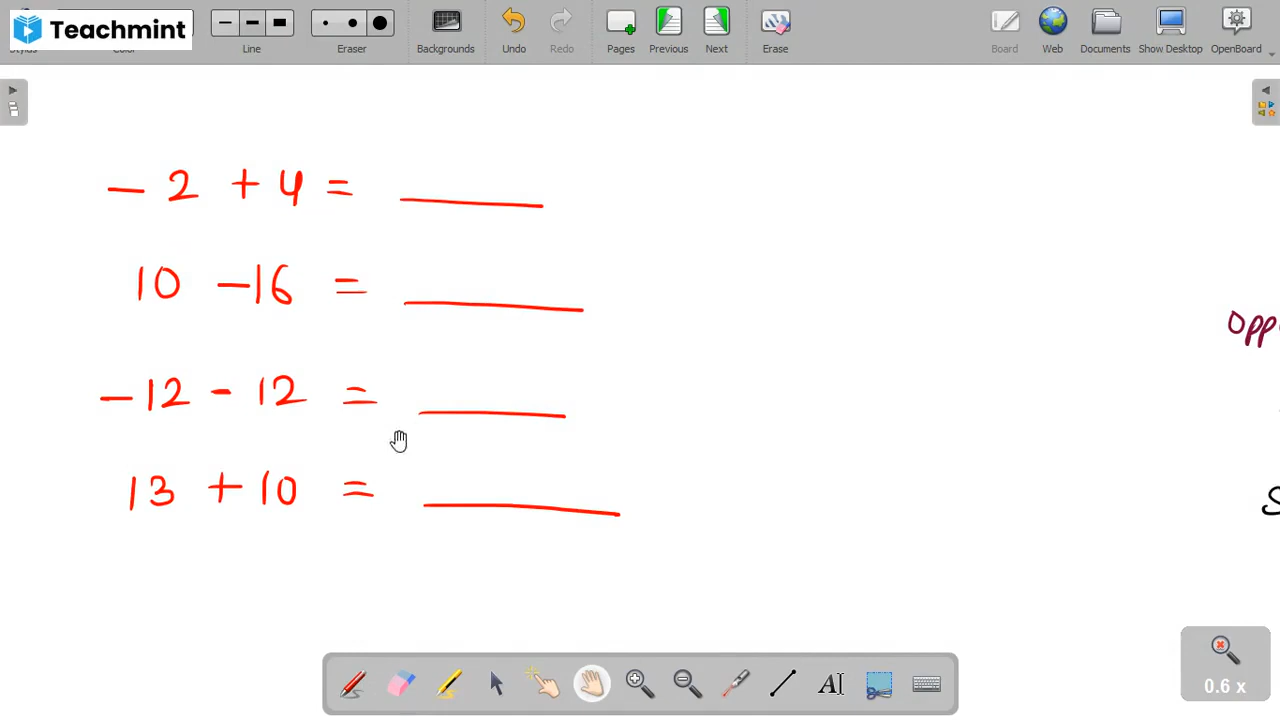 Teachmint
Line
Eraser
Backgrounds
Undo
Redo
Pages
Previous
Next
Erase
Board
Web
Documents
Show Desktop
OpenBoard
- 2 + 4 = ______
10 - 16 = ______
- 12 - 12 = ______
13 + 10 = ______
0.6 x